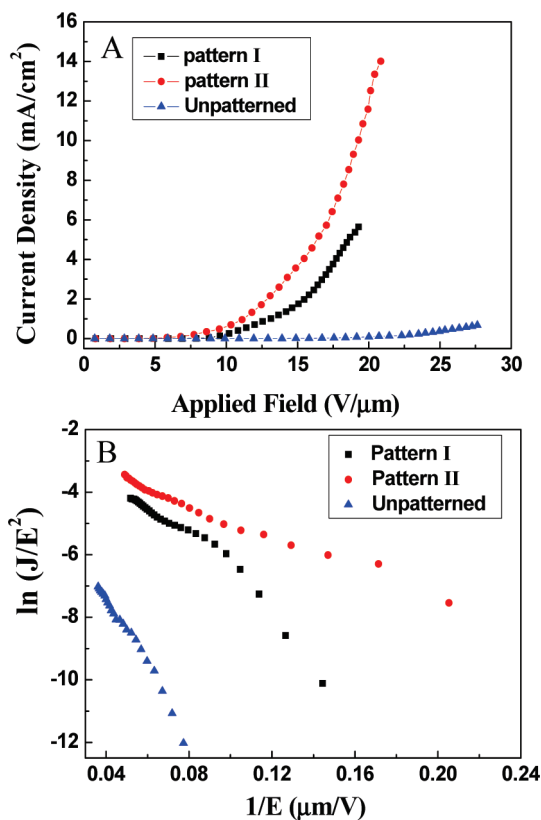 A
pattern I
pattern II
Unpatterned
Current Density (mA/cm²)
16
14
12
10
8
6
4
2
0
0 5 10 15 20 25 30
Applied Field (V/μm)
B
Pattern I
Pattern II
Unpatterned
ln (J/E²)
-2
-4
-6
-8
-10
-12
0.04 0.08 0.12 0.16 0.20 0.24
1/E (μm/V)